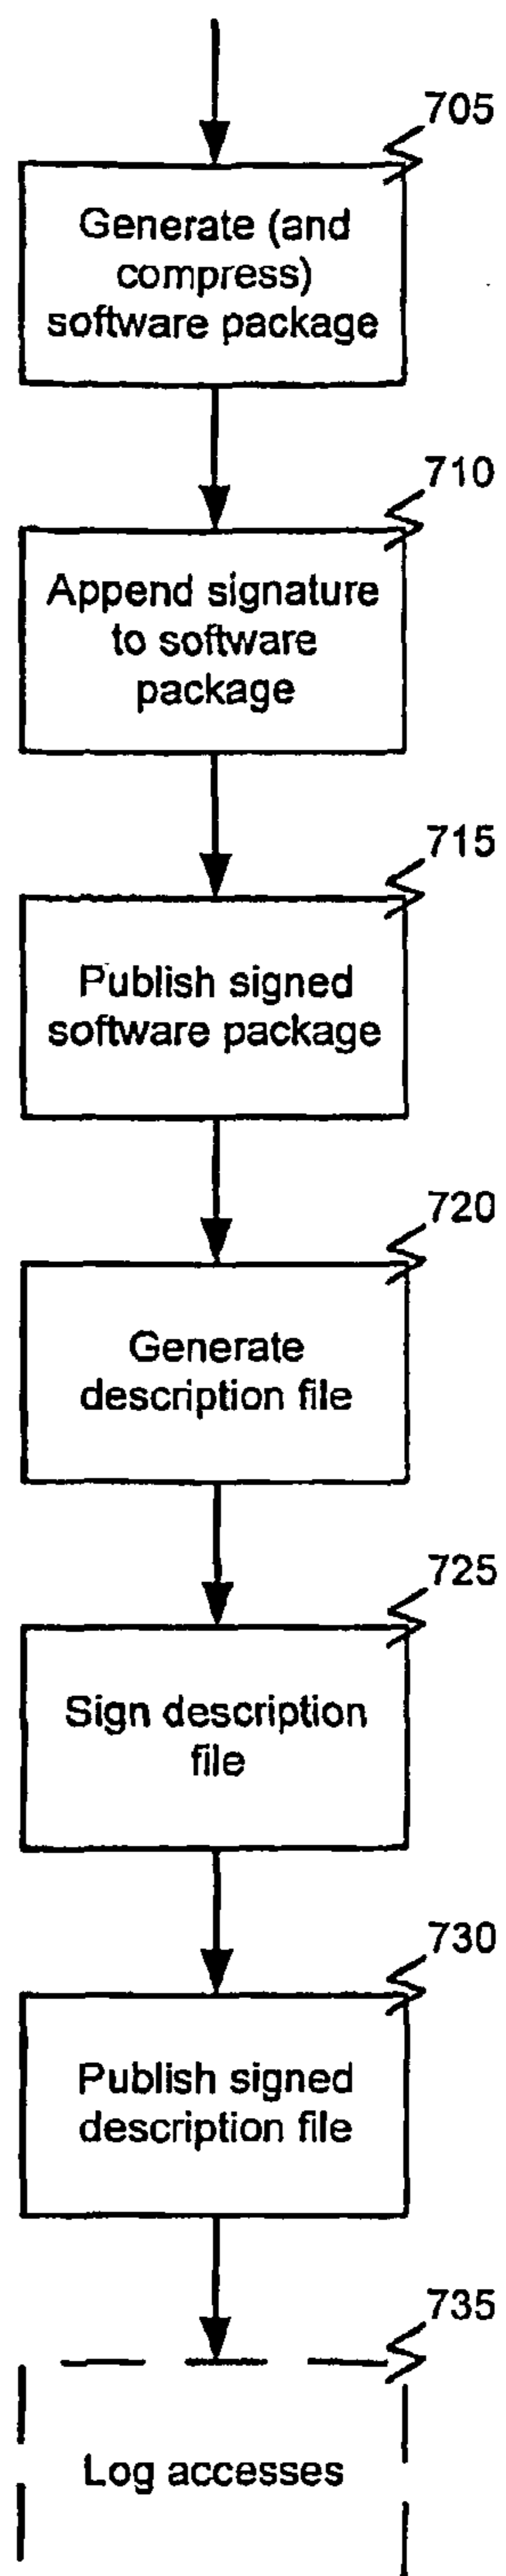 705
Generate (and
compress)
software package
710
Append signature
to software
package
715
Publish signed
software package
720
Generate
description file
725
Sign description
file
730
Publish signed
description file
735
Log accesses